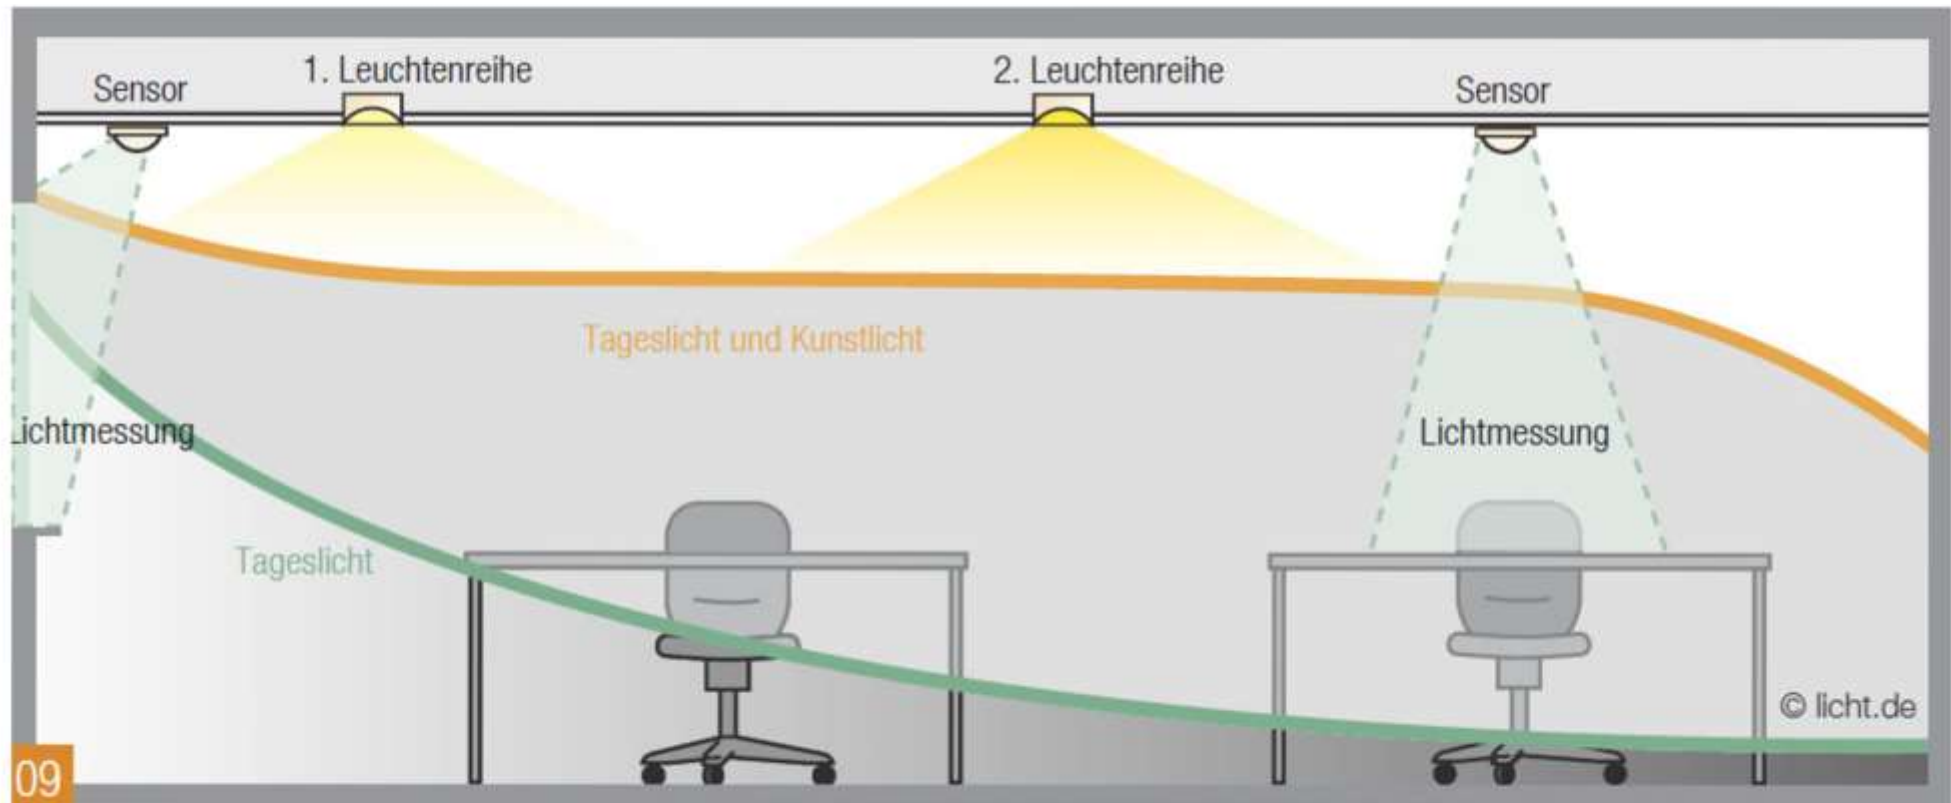 1. Leuchtenreihe
2. Leuchtenreihe
Sensor
Sensor
Tageslicht und Kunstlicht
Lichtmessung
Lichtmessung
Tageslicht
© licht.de
09